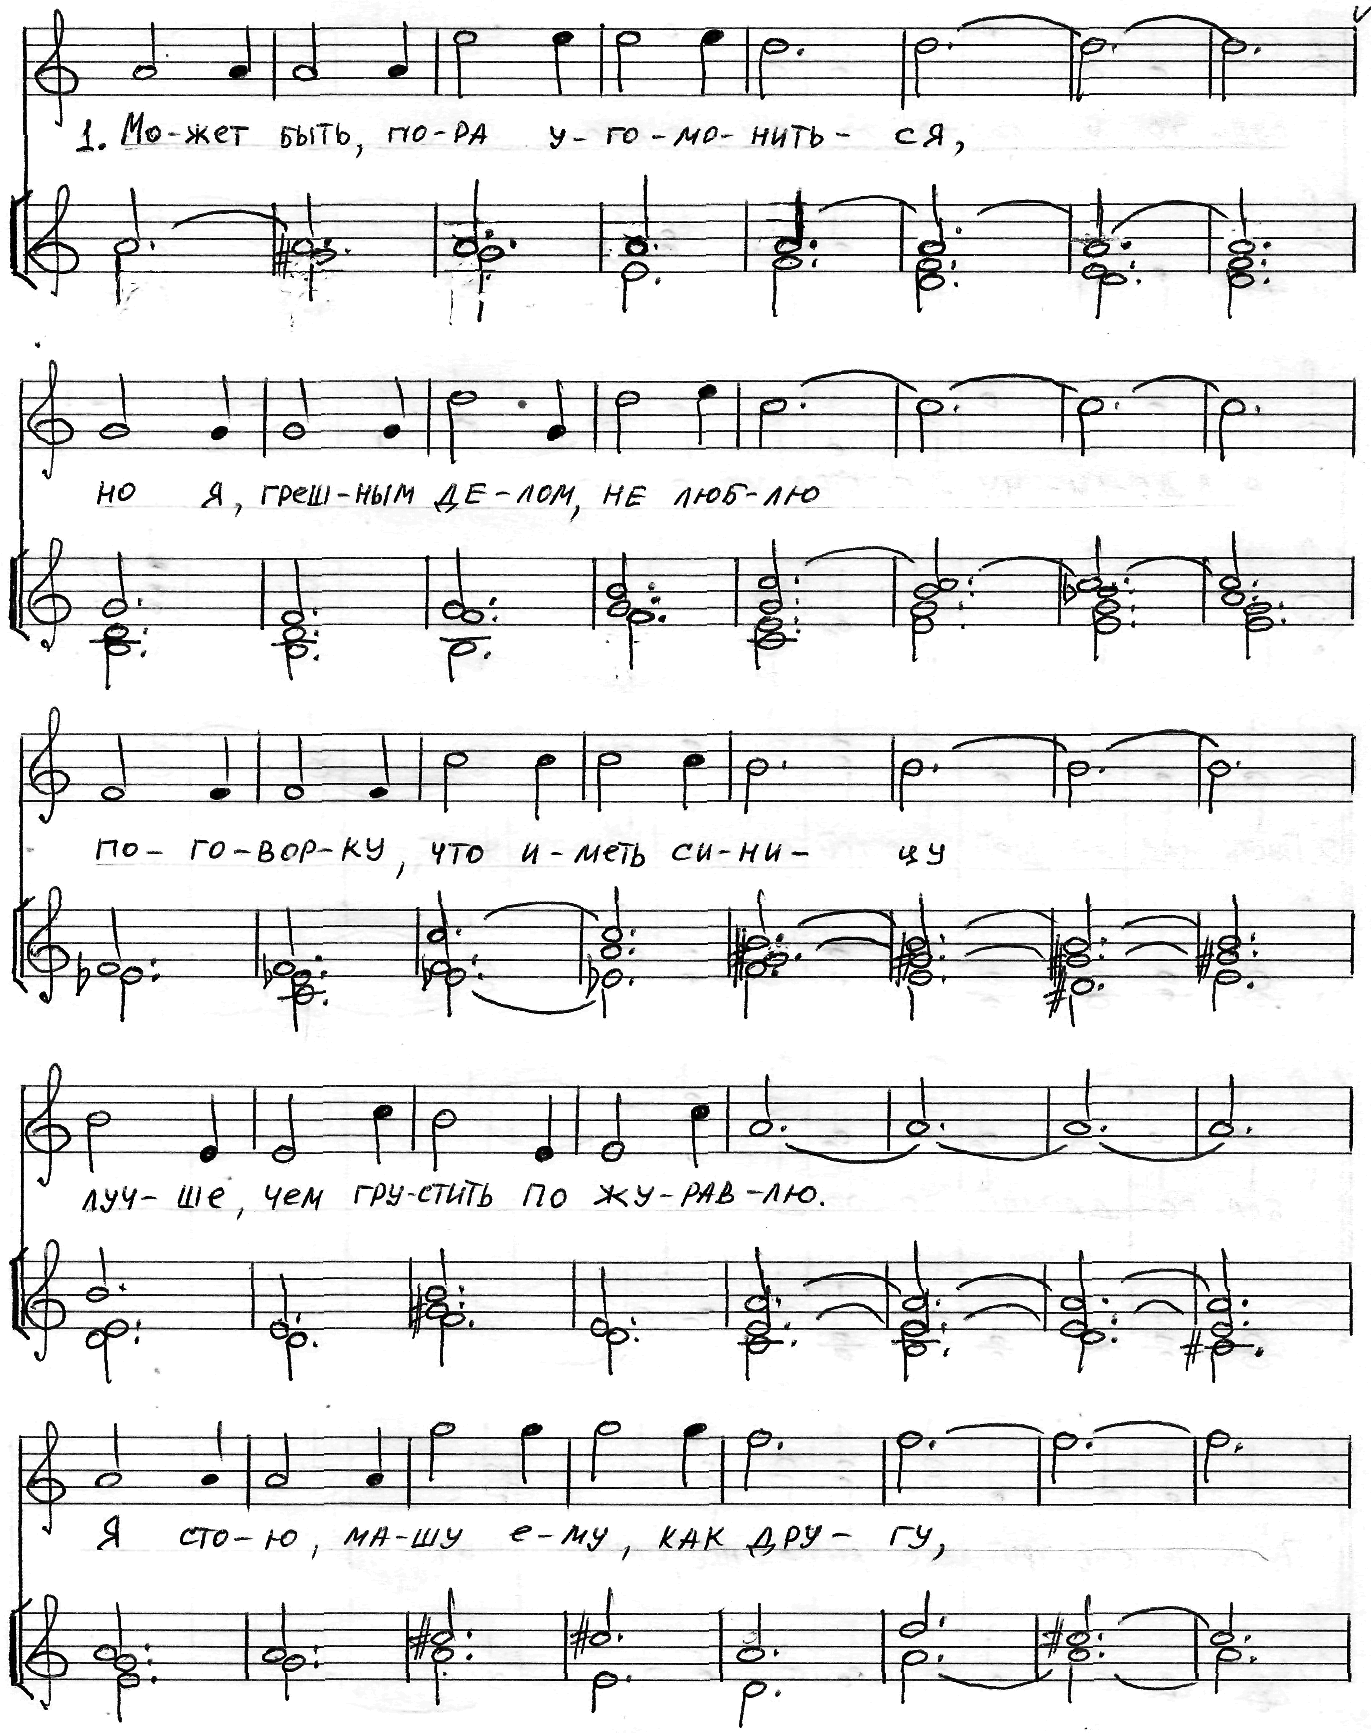 1. Мо-жет быть, по-ра у-го-мо-нить-ся,
но я, греш-ным де-лом, не люб-лю
по-го-вор-ку, что и-меть си-ни-цу
луч-ше, чем гру-стить по жу-рав-лю.
Я сто-ю, ма-шу е-му, как дру-гу,